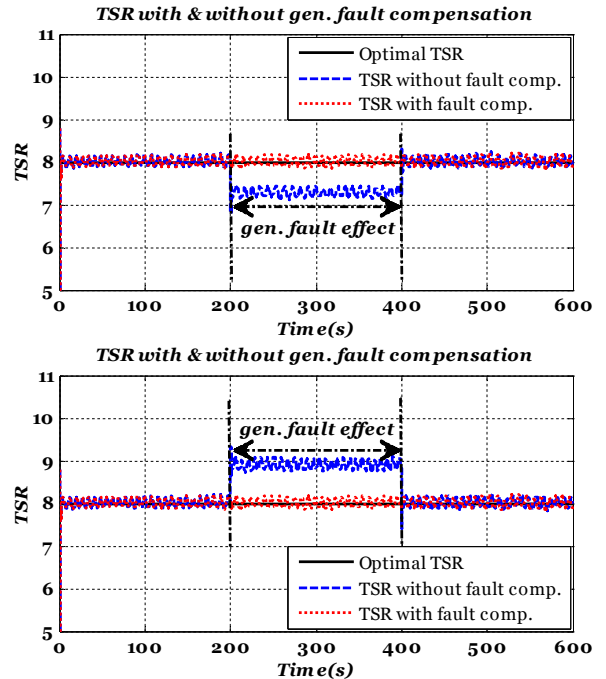 TSR with & without gen. fault compensation
11
10
9
8
7
6
5
TSR
Optimal TSR
TSR without fault comp.
TSR with fault comp.
gen. fault effect
0 100 200 300 400 500 600
Time(s)
TSR with & without gen. fault compensation
11
10
9
8
7
6
5
TSR
gen. fault effect
Optimal TSR
TSR without fault comp.
TSR with fault comp.
0 100 200 300 400 500 600
Time(s)